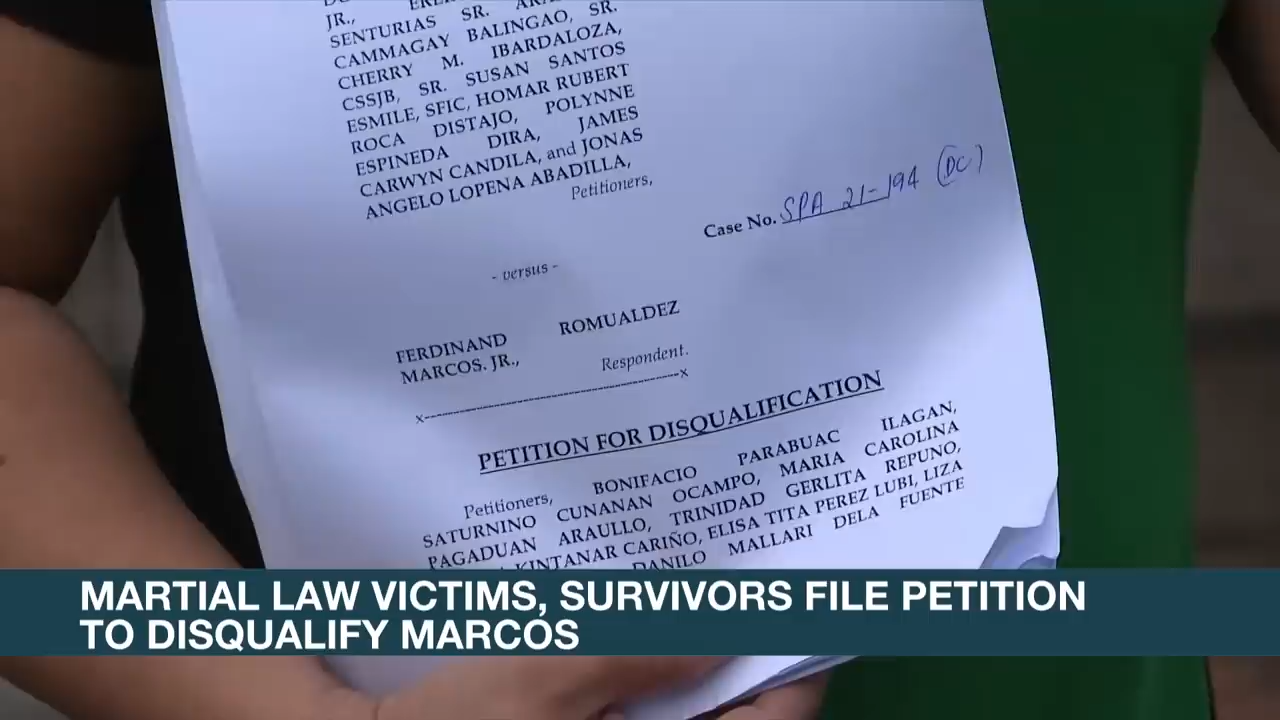 JR.,
SENTURIAS SR.
CAMMAGAY BALINGAO, SR.
CHERRY M. IBARDALOZA,
CSSJB, SR. SUSAN SANTOS
ESMILE, SFIC, HOMAR RUBERT
ROCA DISTAJO, POLYNNE
ESPINEDA DIRA, JAMES
CARWYN CANDILA, and JONAS
ANGELO LOPENA ABADILLA,
Petitioners,
Case No. SPA 21-194 (DC)
- versus -
FERDINAND ROMUALDEZ
MARCOS. JR.,
Respondent.
x---------------------------------------------------x
PETITION FOR DISQUALIFICATION
Petitioners, BONIFACIO PARABUAC ILAGAN,
SATURNINO CUNANAN OCAMPO, MARIA CAROLINA
PAGADUAN ARAULLO, TRINIDAD GERLITA REPUNO,
KINTANAR CARIÑO, ELISA TITA PEREZ LUBI, LIZA
DANILO MALLARI DELA FUENTE
MARTIAL LAW VICTIMS, SURVIVORS FILE PETITION
TO DISQUALIFY MARCOS